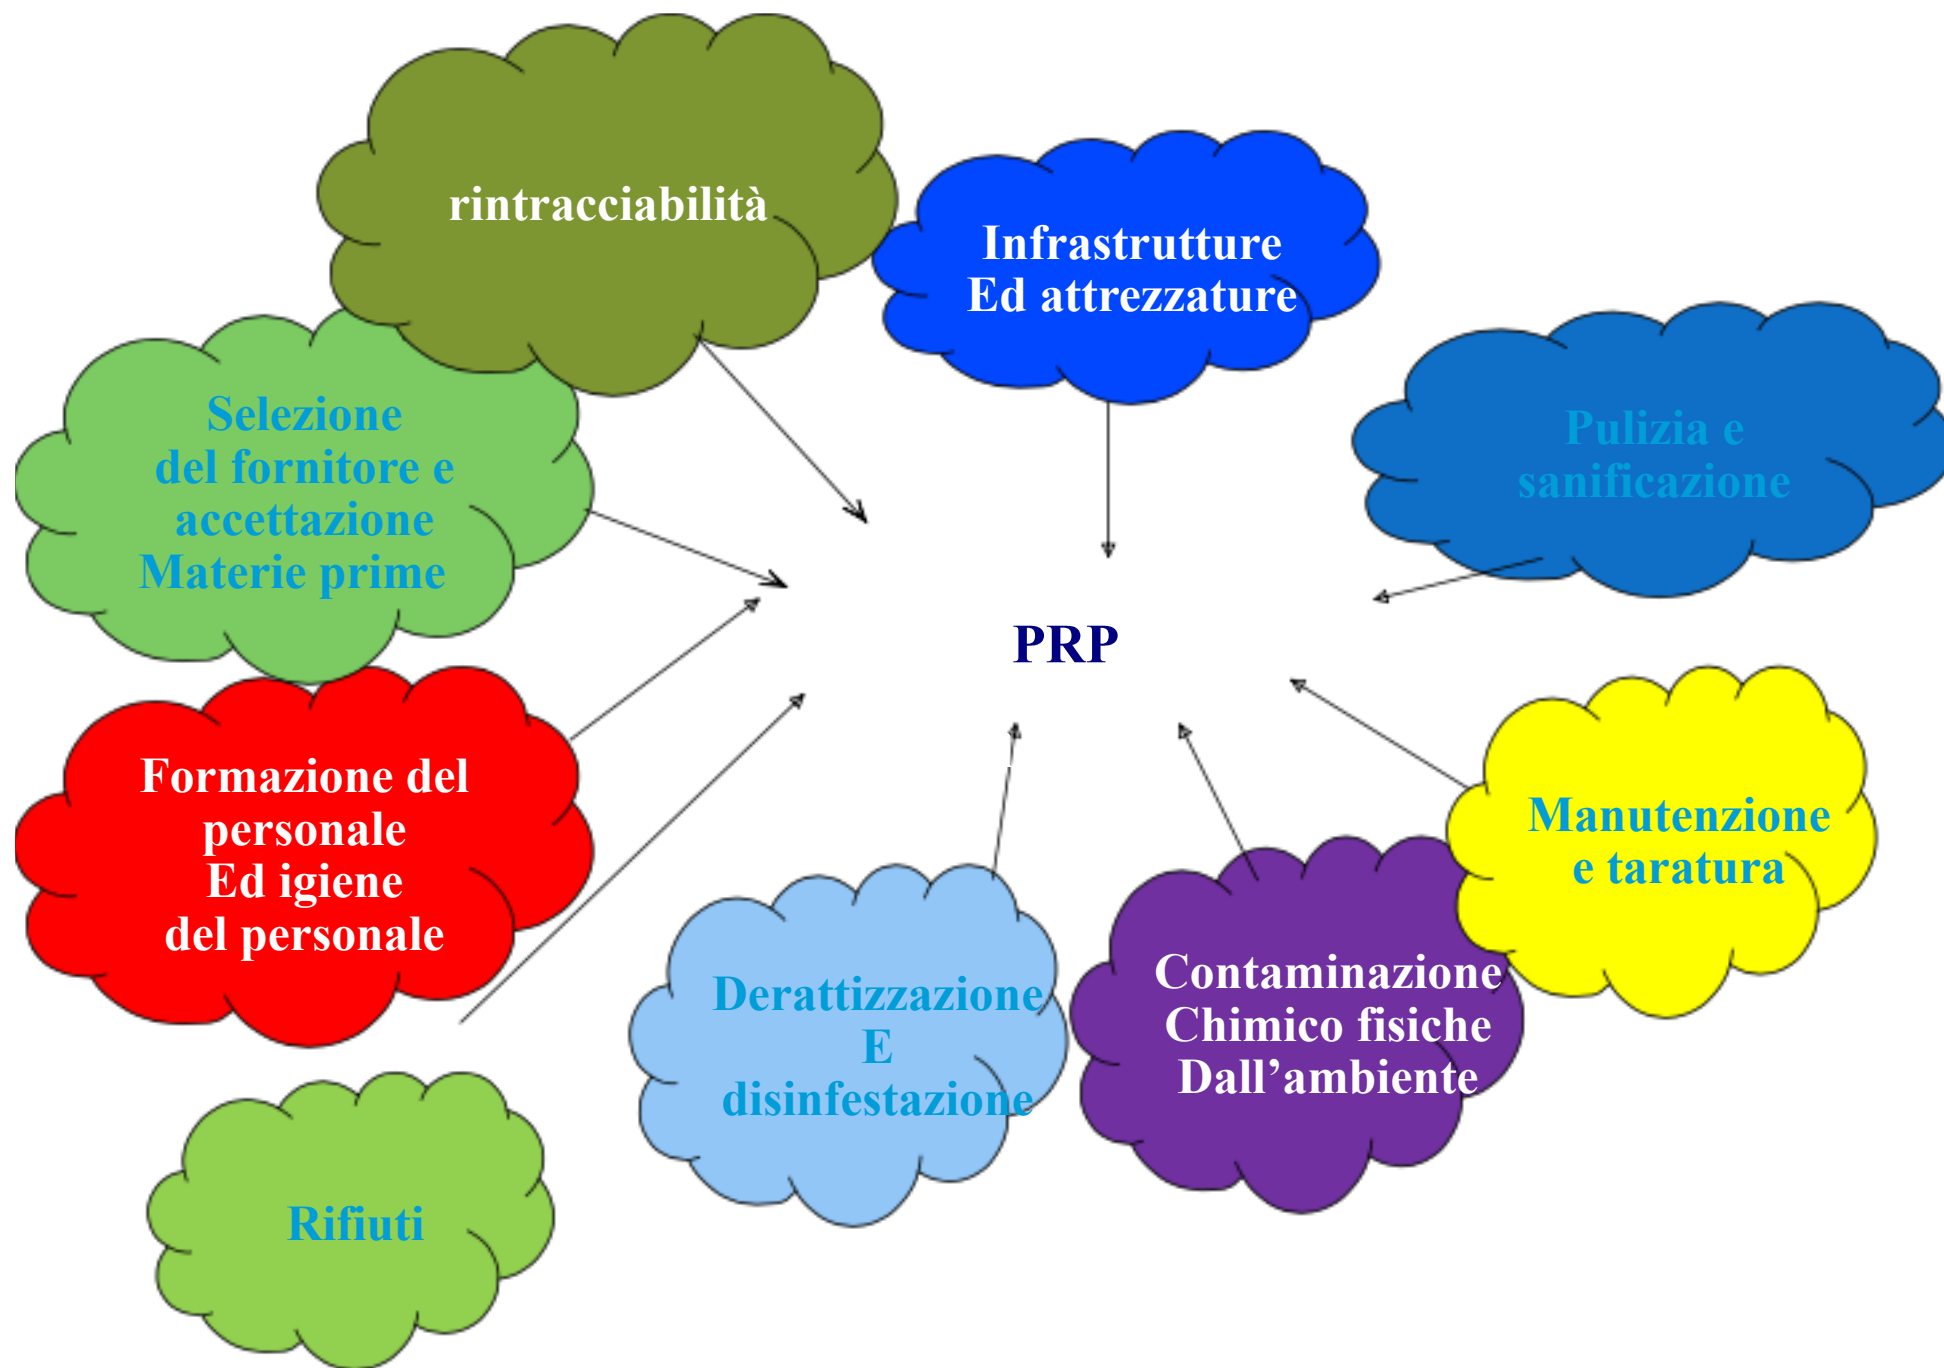 rintracciabilità
Infrastrutture
Ed attrezzature
Selezione
del fornitore e
accettazione
Materie prime
Pulizia e
sanificazione
PRP
Formazione del
personale
Ed igiene
del personale
Manutenzione
e taratura
Derattizzazione
E
disinfestazione
Contaminazione
Chimico fisiche
Dall’ambiente
Rifiuti